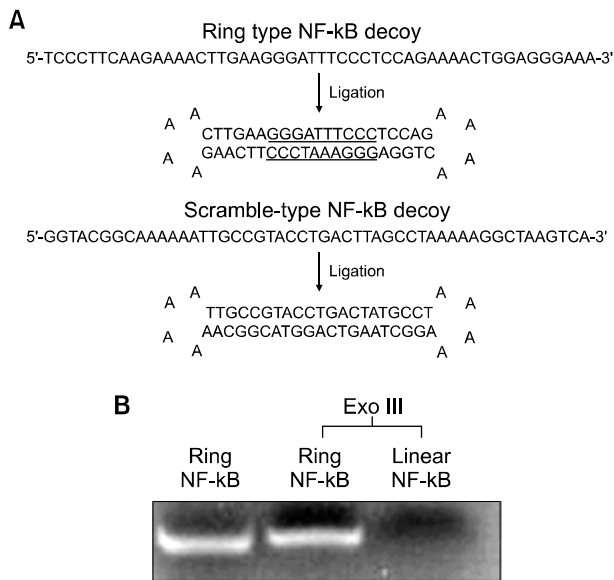 A
Ring type NF-kB decoy
5'-TCCCTTCAAGAAAACTTGAAGGGATTTCCCTCCAGAAAACTGGAGGGAAA-3'
Ligation
A A A A
CTTGAAGGGATTTCCCTCCAG
GAACTTCCCTAAAGGGAGGTC
A A A A
Scramble-type NF-kB decoy
5'-GGTACGGCAAAAAATTGCCGTACCTGACTTAGCCTAAAAAGGCTAAGTCA-3'
Ligation
A A A A
TTGCCGTACCTGACTATGCCT
AACGGCATGGACTGAATCGGA
A A A A
B
Exo III
Ring Ring Linear
NF-kB NF-kB NF-kB